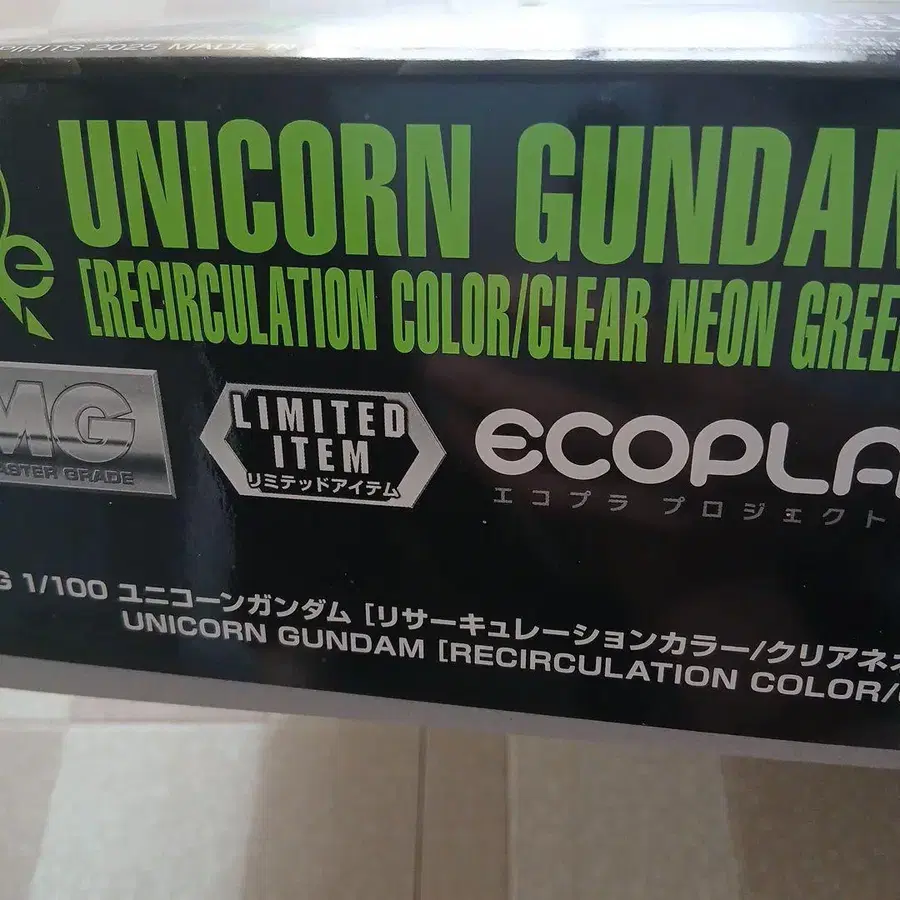 SPIRITS 2025 MADE IN
UNICORN GUNDAM
[RECIRCULATION COLOR/CLEAR NEON GREEN
e
MG
MASTER GRADE
LIMITED
ITEM
リミテッドアイテム
ECOPLA
エコプラ プロジェクト
G 1/100 ユニコーンガンダム [リサーキュレーションカラー/クリアネオ
UNICORN GUNDAM [RECIRCULATION COLOR/